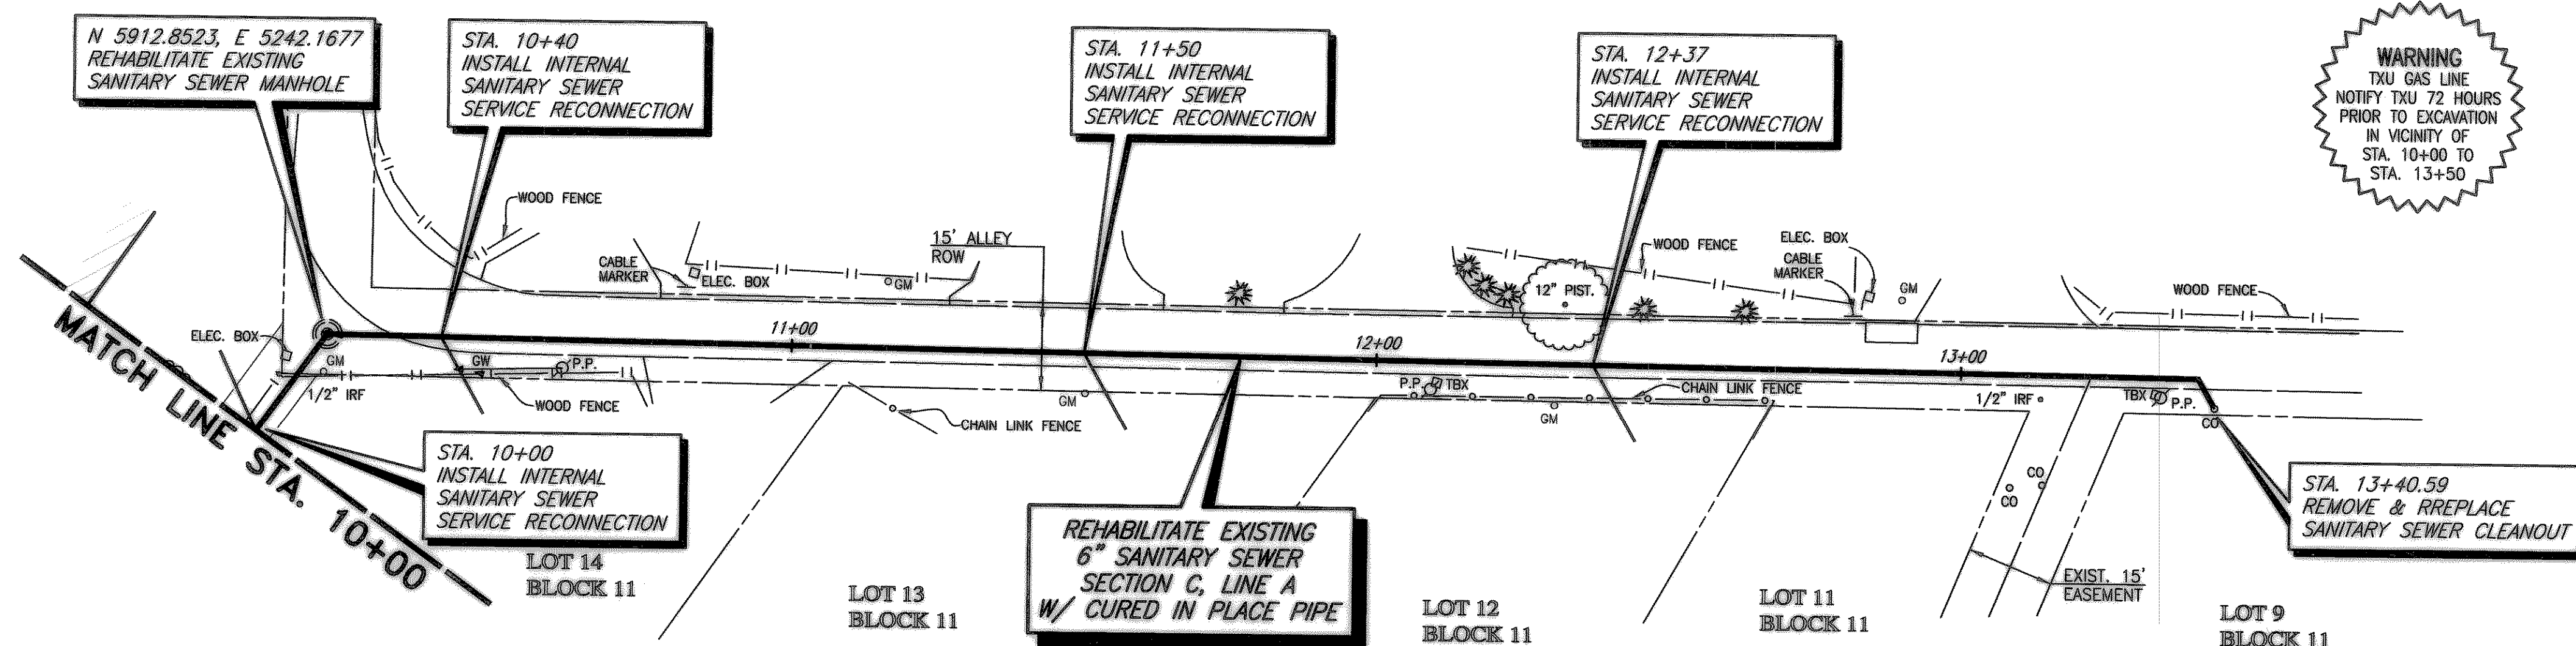 N 5912.8523, E 5242.1677
REHABILITATE EXISTING
SANITARY SEWER MANHOLE
STA. 10+40
INSTALL INTERNAL
SANITARY SEWER
SERVICE RECONNECTION
STA. 11+50
INSTALL INTERNAL
SANITARY SEWER
SERVICE RECONNECTION
STA. 12+37
INSTALL INTERNAL
SANITARY SEWER
SERVICE RECONNECTION
WARNING
TXU GAS LINE
NOTIFY TXU 72 HOURS
PRIOR TO EXCAVATION
IN VICINITY OF
STA. 10+00 TO
STA. 13+50
WOOD FENCE
CABLE
MARKER
ELEC. BOX
GM
15' ALLEY
ROW
12" PIST.
WOOD FENCE
ELEC. BOX
CABLE
MARKER
GM
WOOD FENCE
ELEC. BOX
GM
1/2" IRF
GW
P.P.
WOOD FENCE
11+00
CHAIN LINK FENCE
GM
12+00
P.P.
TBX
GM
CHAIN LINK FENCE
13+00
1/2" IRF
TBX
P.P.
CO
CO
CO
MATCH LINE STA. 10+00
STA. 10+00
INSTALL INTERNAL
SANITARY SEWER
SERVICE RECONNECTION
REHABILITATE EXISTING
6" SANITARY SEWER
SECTION C, LINE A
W/ CURED IN PLACE PIPE
STA. 13+40.59
REMOVE & RREPLACE
SANITARY SEWER CLEANOUT
EXIST. 15'
EASEMENT
LOT 14
BLOCK 11
LOT 13
BLOCK 11
LOT 12
BLOCK 11
LOT 11
BLOCK 11
LOT 9
BLOCK 11